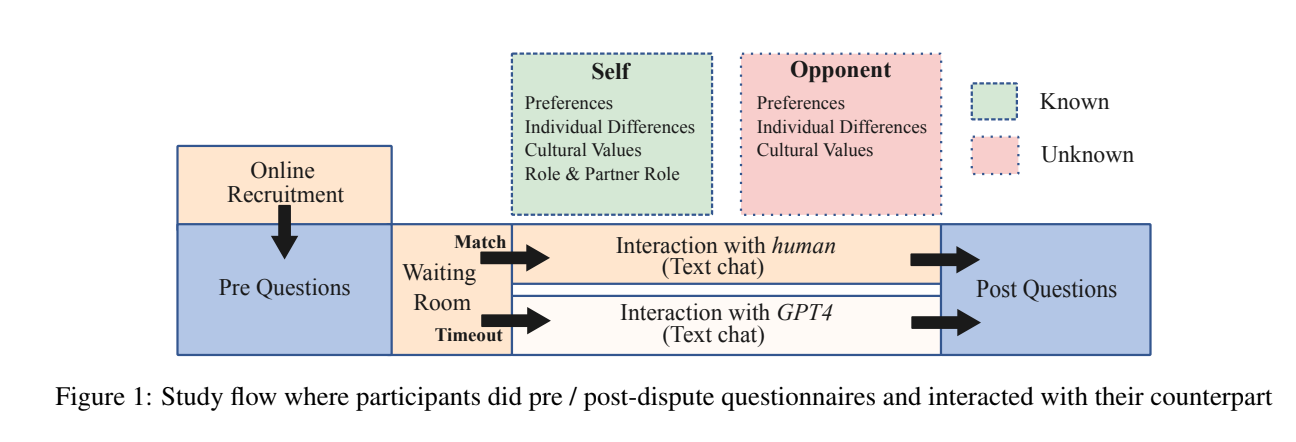 Self
Preferences
Individual Differences
Cultural Values
Role & Partner Role
Opponent
Preferences
Individual Differences
Cultural Values
Known
Unknown
Online
Recruitment
Pre Questions
Match
Waiting
Room
Timeout
Interaction with human
(Text chat)
Interaction with GPT4
(Text chat)
Post Questions
Figure 1: Study flow where participants did pre / post-dispute questionnaires and interacted with their counterpart